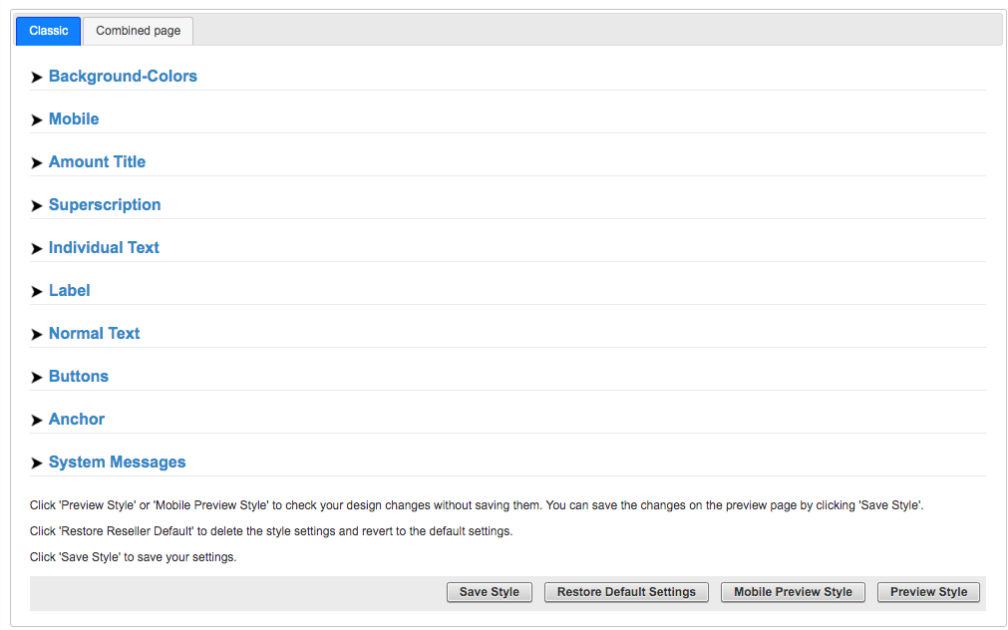 Classic Combined page
Background-Colors
Mobile
Amount Title
Superscription
Individual Text
Label
Normal Text
Buttons
Anchor
System Messages
Click 'Preview Style' or 'Mobile Preview Style' to check your design changes without saving them. You can save the changes on the preview page by clicking 'Save Style'.
Click 'Restore Reseller Default' to delete the style settings and revert to the default settings.
Click 'Save Style' to save your settings.
Save Style Restore Default Settings Mobile Preview Style Preview Style